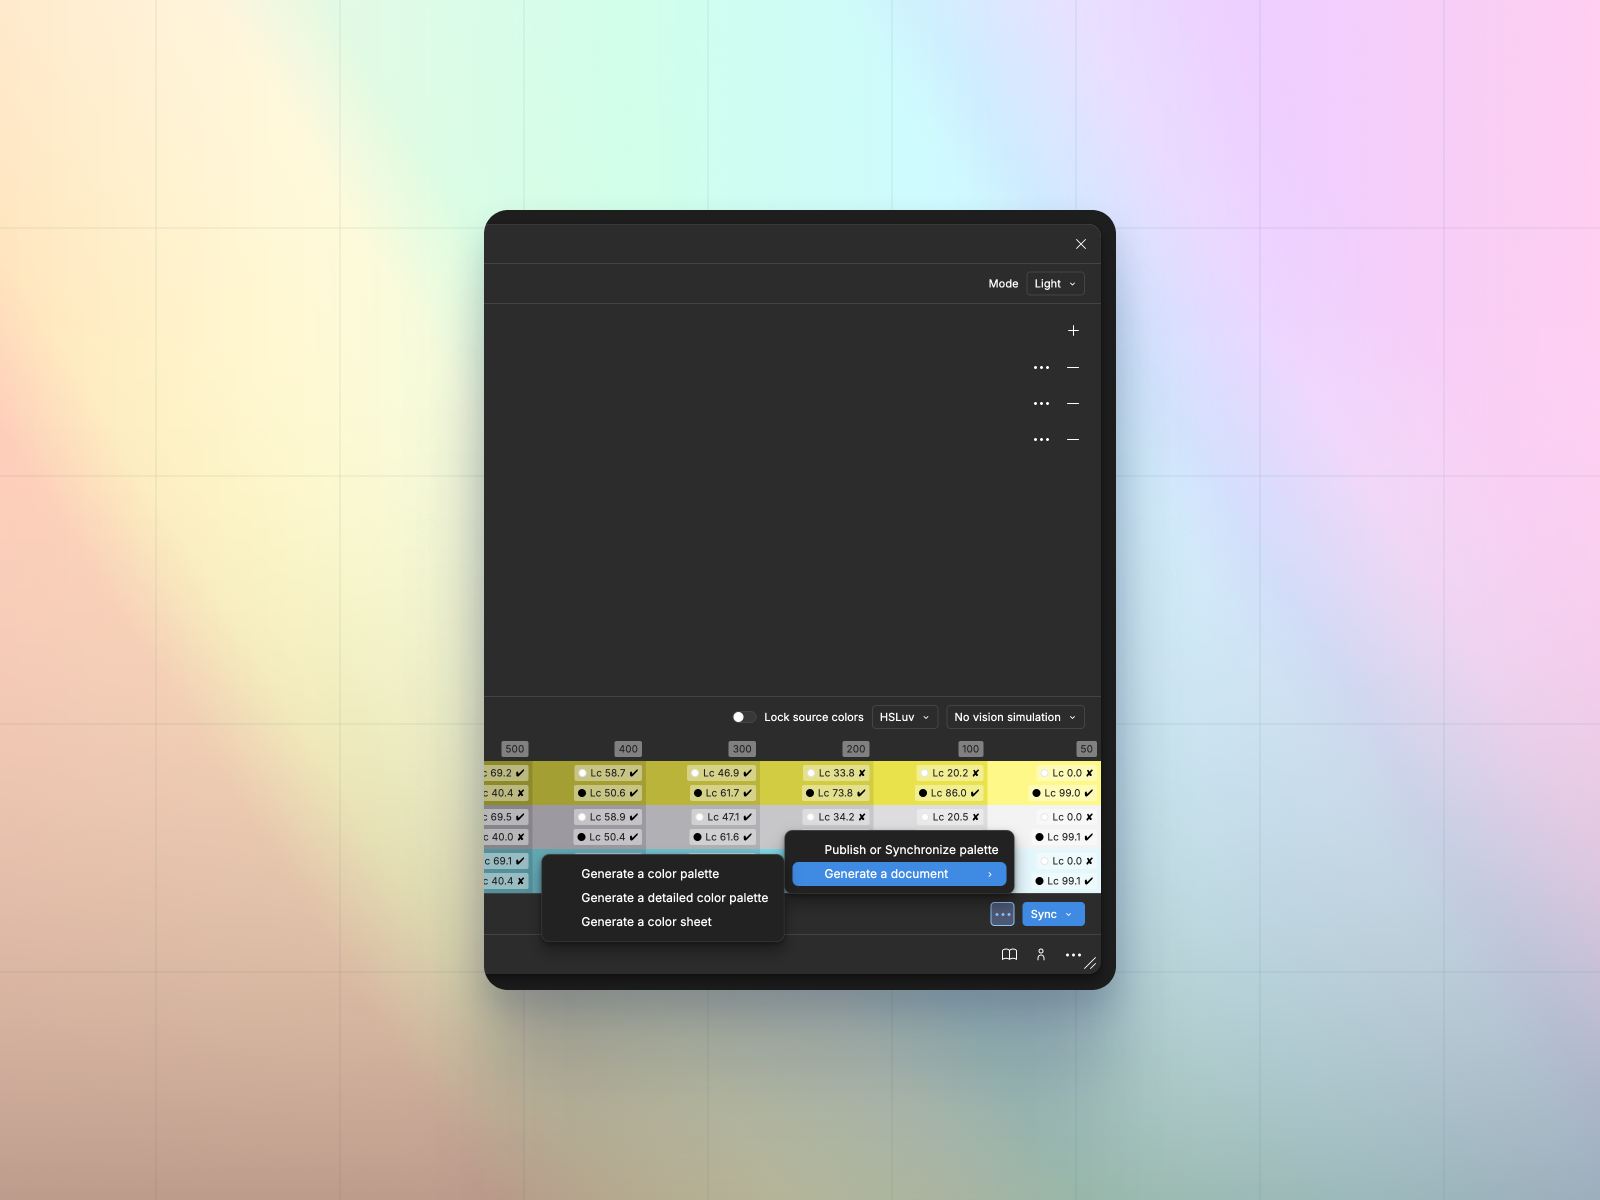 Mode Light
Lock source colors HSLuv No vision simulation
500 400 300 200 100 50
69.2 ✔ Lc 58.7 ✔ Lc 46.9 ✔ Lc 33.8 ✘ Lc 20.2 ✘ Lc 0.0 ✘
40.4 ✘ Lc 50.6 ✔ Lc 61.7 ✔ Lc 73.8 ✔ Lc 86.0 ✔ Lc 99.0 ✔
69.5 ✔ Lc 58.9 ✔ Lc 47.1 ✔ Lc 34.2 ✘ Lc 20.5 ✘ Lc 0.0 ✘
40.0 ✘ Lc 50.4 ✔ Lc 61.6 ✔ Lc 99.1 ✔
69.1 ✔ Lc 0.0 ✘
40.4 ✘ Lc 99.1 ✔
Publish or Synchronize palette
Generate a document
Generate a color palette
Generate a detailed color palette
Generate a color sheet
Sync